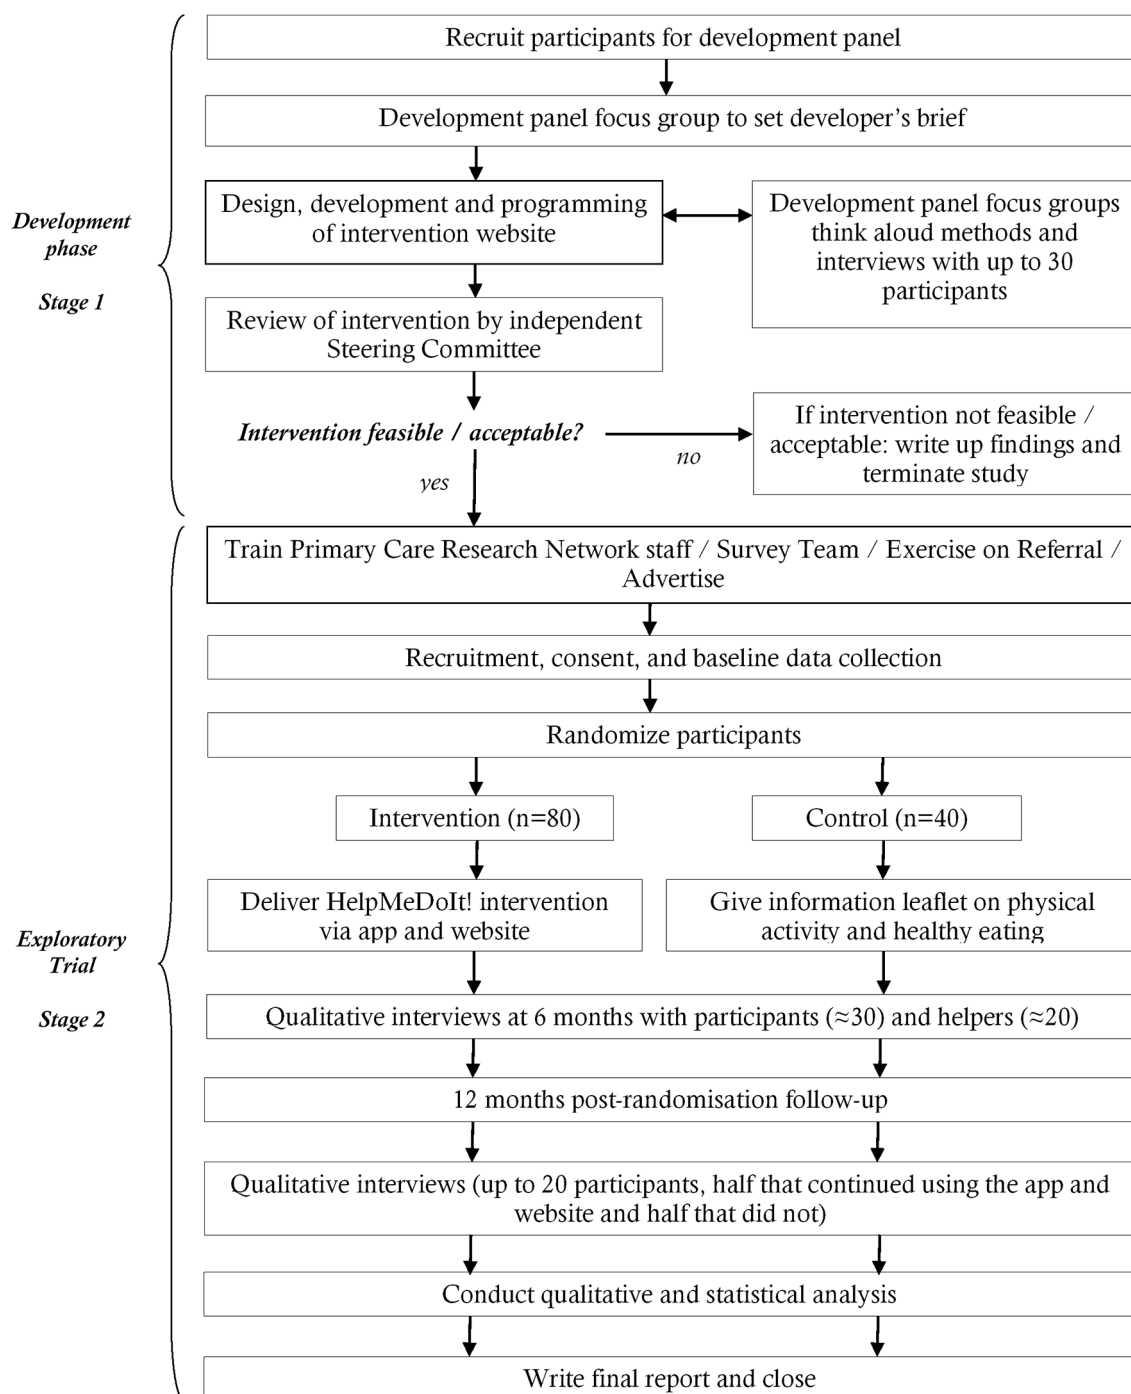 Recruit participants for development panel
Development panel focus group to set developer’s brief
Development
phase
Stage 1
Design, development and programming
of intervention website
Development panel focus groups
think aloud methods and
interviews with up to 30
participants
Review of intervention by independent
Steering Committee
Intervention feasible / acceptable?
no
yes
If intervention not feasible /
acceptable: write up findings and
terminate study
Train Primary Care Research Network staff / Survey Team / Exercise on Referral /
Advertise
Recruitment, consent, and baseline data collection
Randomize participants
Intervention (n=80)
Control (n=40)
Deliver HelpMeDoIt! intervention
via app and website
Give information leaflet on physical
activity and healthy eating
Exploratory
Trial
Stage 2
Qualitative interviews at 6 months with participants (≈30) and helpers (≈20)
12 months post-randomisation follow-up
Qualitative interviews (up to 20 participants, half that continued using the app and
website and half that did not)
Conduct qualitative and statistical analysis
Write final report and close